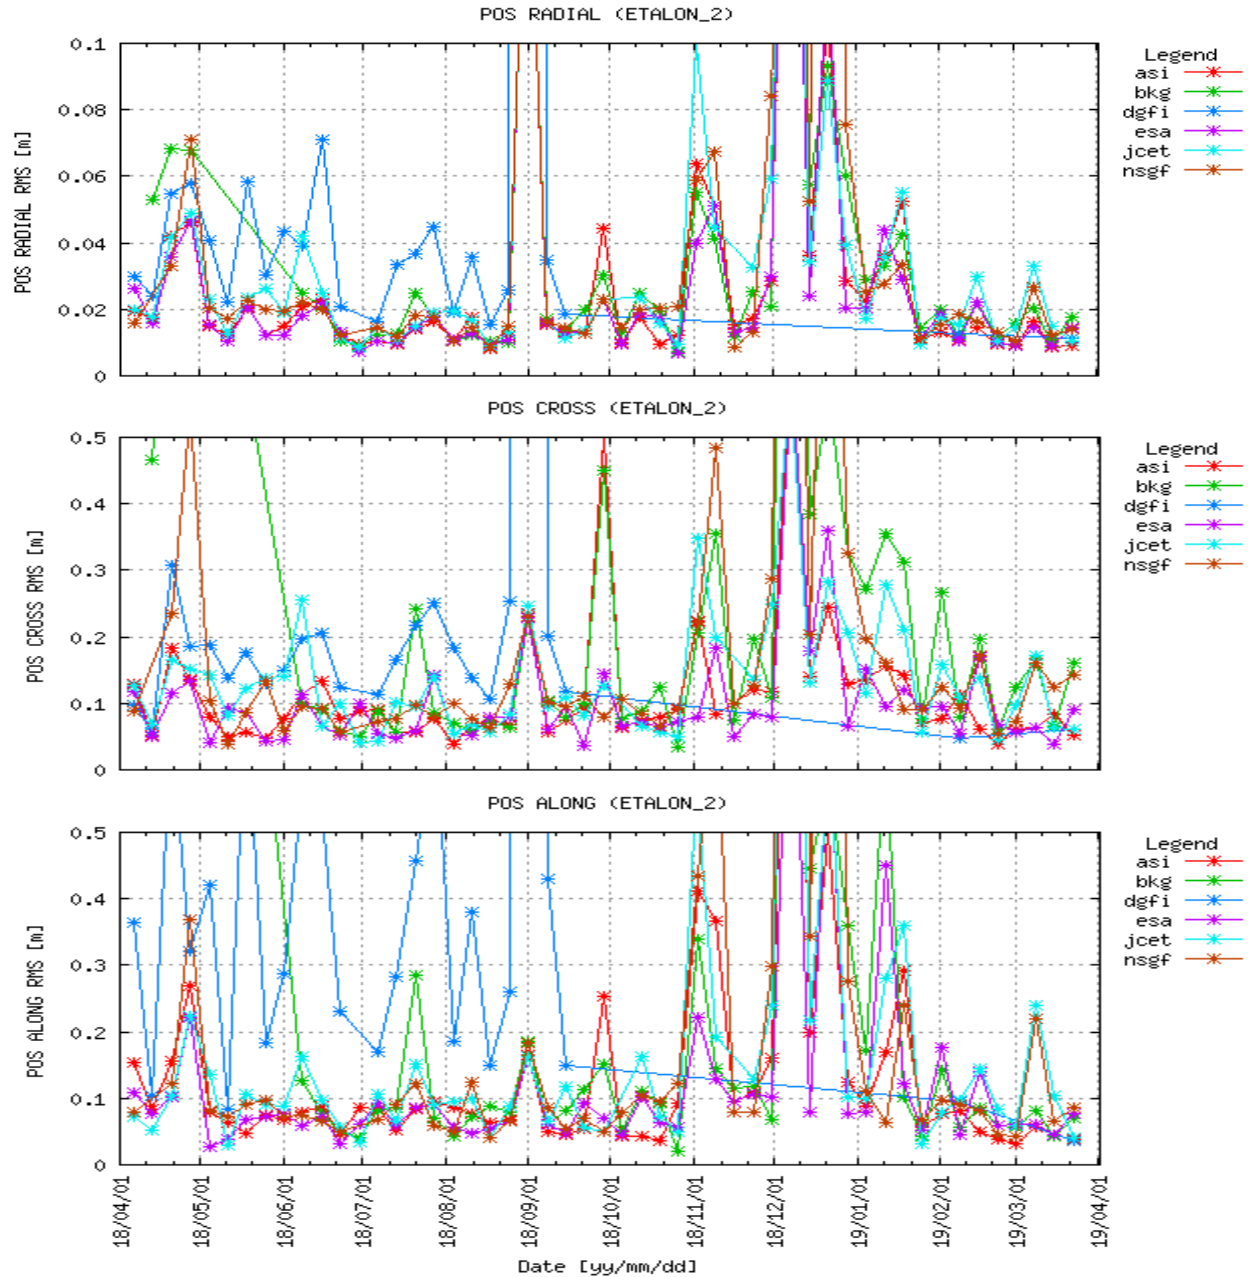 POS RADIAL (ETALON_2)
POS RADIAL RMS [m]
0.1
0.08
0.06
0.04
0.02
0
Legend
asi
bkg
dgfi
esa
jcet
nsgf
POS CROSS (ETALON_2)
POS CROSS RMS [m]
0.5
0.4
0.3
0.2
0.1
0
Legend
asi
bkg
dgfi
esa
jcet
nsgf
POS ALONG (ETALON_2)
POS ALONG RMS [m]
0.5
0.4
0.3
0.2
0.1
0
Legend
asi
bkg
dgfi
esa
jcet
nsgf
18/04/01
18/05/01
18/06/01
18/07/01
18/08/01
18/09/01
18/10/01
18/11/01
18/12/01
19/01/01
19/02/01
19/03/01
19/04/01
Date [yy/mm/dd]